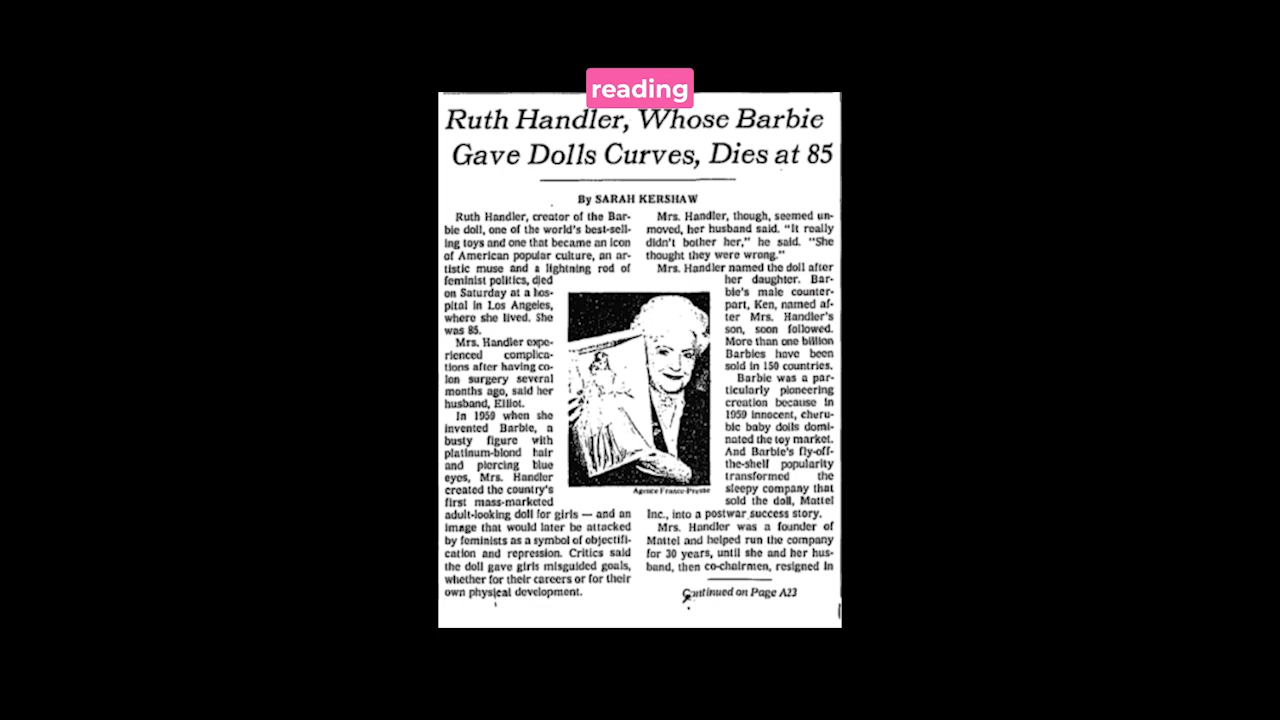 reading
Ruth Handler, Whose Barbie
Gave Dolls Curves, Dies at 85
By SARAH KERSHAW
Ruth Handler, creator of the Bar-
bie doll, one of the world's best-sell-
ing toys and one that became an icon
of American popular culture, an ar-
tistic muse and a lightning rod of
feminist politics, died
on Saturday at a hos-
pital in Los Angeles,
where she lived. She
was 85.
Mrs. Handler expe-
rienced complica-
tions after having co-
lon surgery several
months ago, said her
husband, Elliot.
In 1959 when she
invented Barbie, a
busty figure with
platinum-blond hair
and piercing blue
eyes, Mrs. Handler
created the country's
first mass-marketed
adult-looking doll for girls — and an
image that would later be attacked
by feminists as a symbol of objectifi-
cation and repression. Critics said
the doll gave girls misguided goals,
whether for their careers or for their
own physical development.
Mrs. Handler, though, seemed un-
moved, her husband said. "It really
didn't bother her," he said. "She
thought they were wrong."
Mrs. Handler named the doll after
her daughter. Bar-
bie's male counter-
part, Ken, named af-
ter Mrs. Handler's
son, soon followed.
More than one billion
Barbies have been
sold in 150 countries.
Barbie was a par-
ticularly pioneering
creation because in
1959 innocent, cheru-
bic baby dolls domi-
nated the toy market.
And Barbie's fly-off-
the-shelf popularity
transformed the
sleepy company that
sold the doll, Mattel
Inc., into a postwar success story.
Mrs. Handler was a founder of
Mattel and helped run the company
for 30 years, until she and her hus-
band, then co-chairmen, resigned in
Continued on Page A23
Agence France-Presse